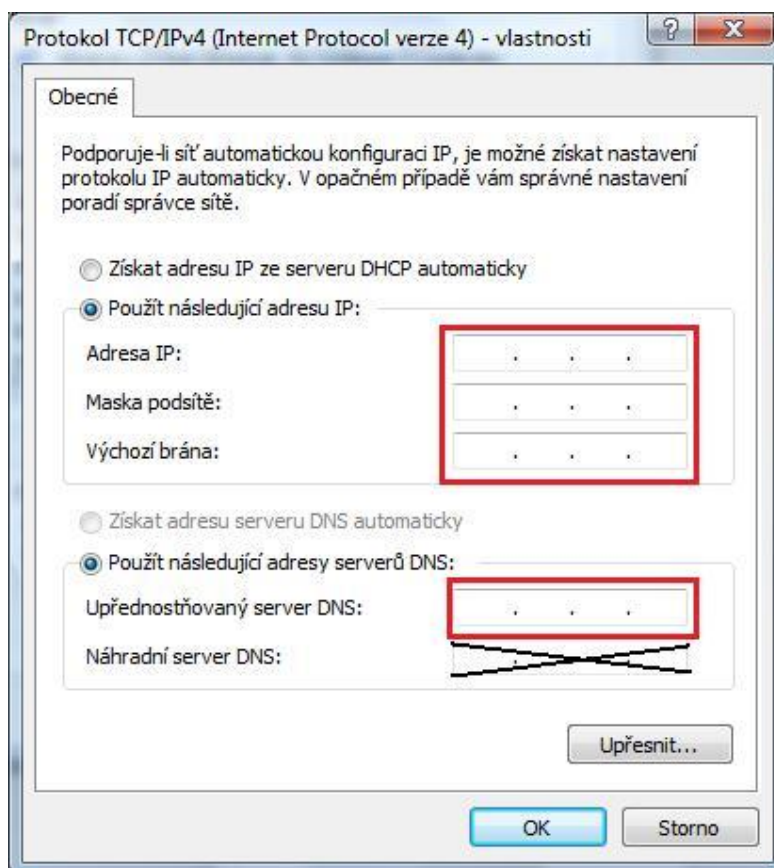 Protokol TCP/IPv4 (Internet Protocol verze 4) - vlastnosti
Obecné
Podporuje-li síť automatickou konfiguraci IP, je možné získat nastavení
protokolu IP automaticky. V opačném případě vám správné nastavení
poradí správce sítě.
Získat adresu IP ze serveru DHCP automaticky
Použít následující adresu IP:
Adresa IP: . . .
Maska podsítě: . . .
Výchozí brána: . . .
Získat adresu serveru DNS automaticky
Použít následující adresy serverů DNS:
Upřednostňovaný server DNS: . . .
Náhradní server DNS:
Upřesnit...
OK Storno